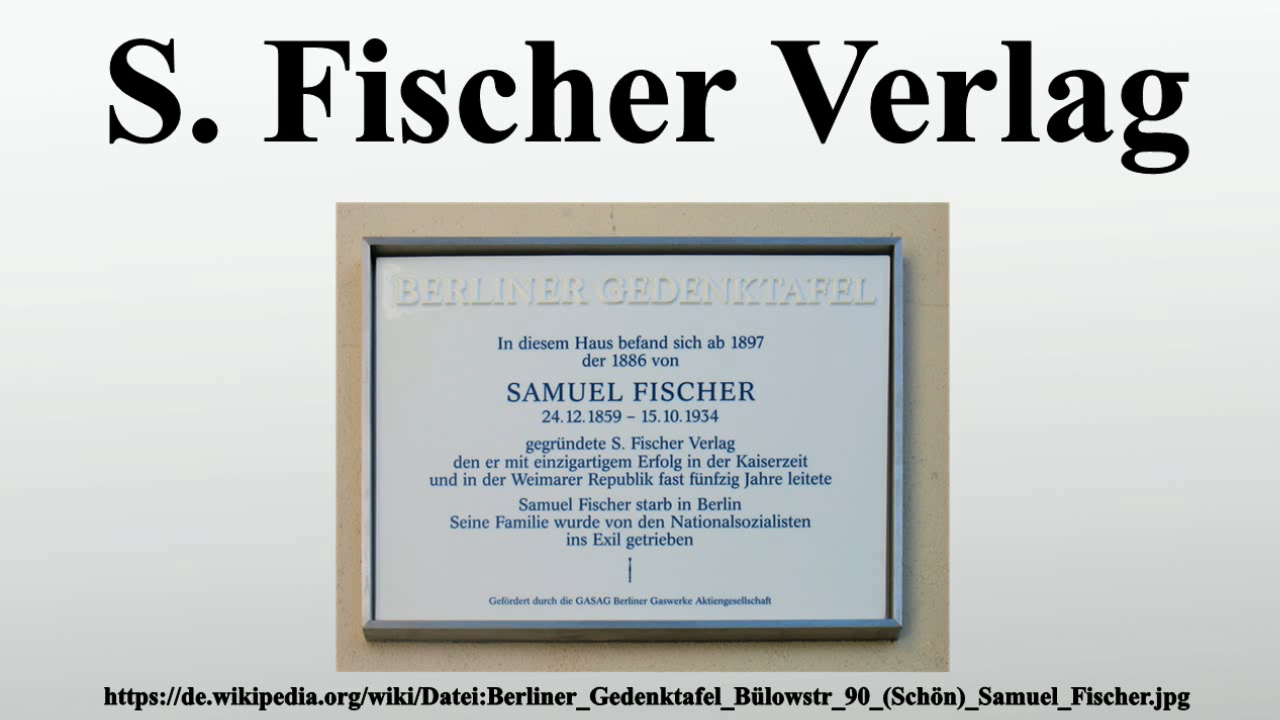 S. Fischer Verlag
BERLINER GEDENKTAFEL
In diesem Haus befand sich ab 1897
der 1886 von
SAMUEL FISCHER
24.12.1859 – 15.10.1934
gegründete S. Fischer Verlag
den er mit einzigartigem Erfolg in der Kaiserzeit
und in der Weimarer Republik fast fünfzig Jahre leitete
Samuel Fischer starb in Berlin
Seine Familie wurde von den Nationalsozialisten
ins Exil getrieben
Gefördert durch die GASAG Berliner Gaswerke Aktiengesellschaft
https://de.wikipedia.org/wiki/Datei:Berliner_Gedenktafel_Bülowstr_90_(Schön)_Samuel_Fischer.jpg